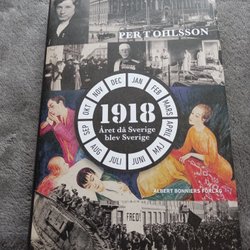 PER T OHLSSON
JAN
FEB
MARS
APRIL
MAJ
JUNI
JULI
AUG
SEP
OKT
NOV
DEC
1918
Året då Sverige
blev Sverige
ALBERT BONNIERS FÖRLAG
FRED!